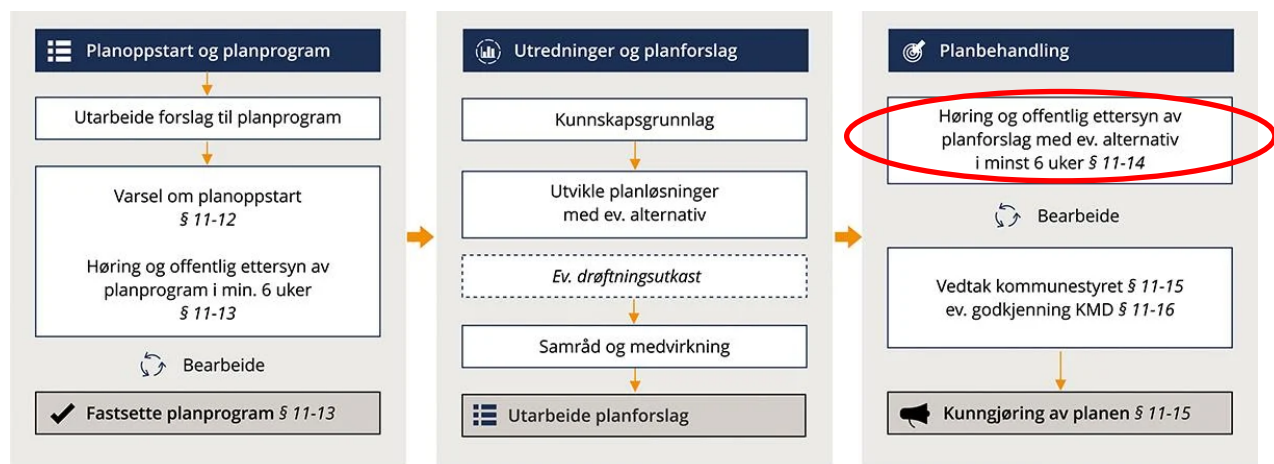 Planoppstart og planprogram
Utarbeide forslag til planprogram
Varsel om planoppstart
§ 11-12
Høring og offentlig ettersyn av
planprogram i min. 6 uker
§ 11-13
Bearbeide
Fastsette planprogram § 11-13
Utredninger og planforslag
Kunnskapsgrunnlag
Utvikle planløsninger
med ev. alternativ
Ev. drøftningsutkast
Samråd og medvirkning
Utarbeide planforslag
Planbehandling
Høring og offentlig ettersyn av
planforslag med ev. alternativ
i minst 6 uker § 11-14
Bearbeide
Vedtak kommunestyret § 11-15
ev. godkjenning KMD § 11-16
Kunngjøring av planen § 11-15